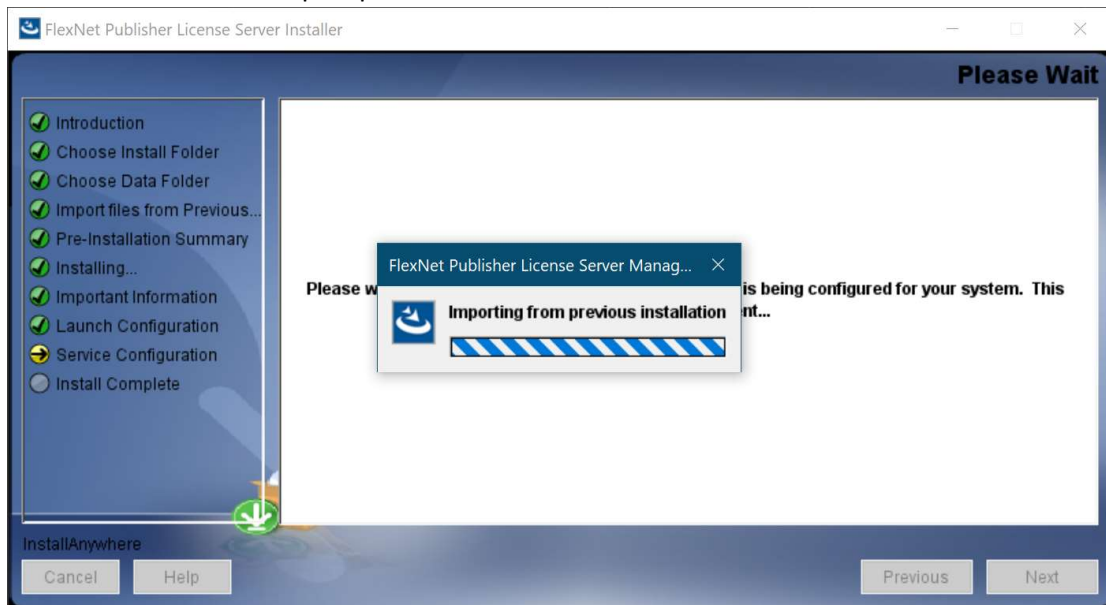 FlexNet Publisher License Server Installer
Please Wait
Introduction
Choose Install Folder
Choose Data Folder
Import files from Previous...
Pre-Installation Summary
Installing...
Important Information
Launch Configuration
Service Configuration
Install Complete
FlexNet Publisher License Server Manag...
Importing from previous installation
Please w
is being configured for your system. This
nt...
InstallAnywhere
Cancel
Help
Previous
Next